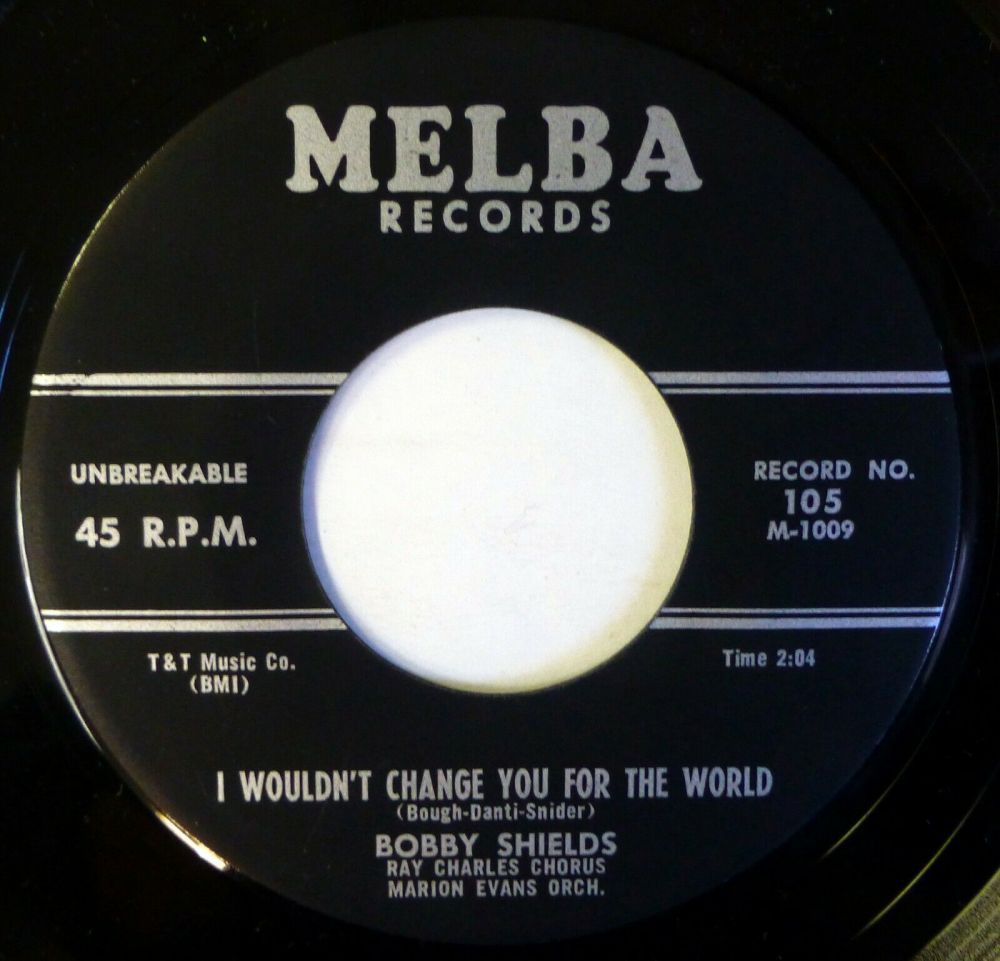 MELBA
RECORDS
UNBREAKABLE
45 R.P.M.
RECORD NO.
105
M-1009
T&T Music Co.
(BMI)
Time 2:04
I WOULDN'T CHANGE YOU FOR THE WORLD
(Bough-Danti-Snider)
BOBBY SHIELDS
RAY CHARLES CHORUS
MARION EVANS ORCH.